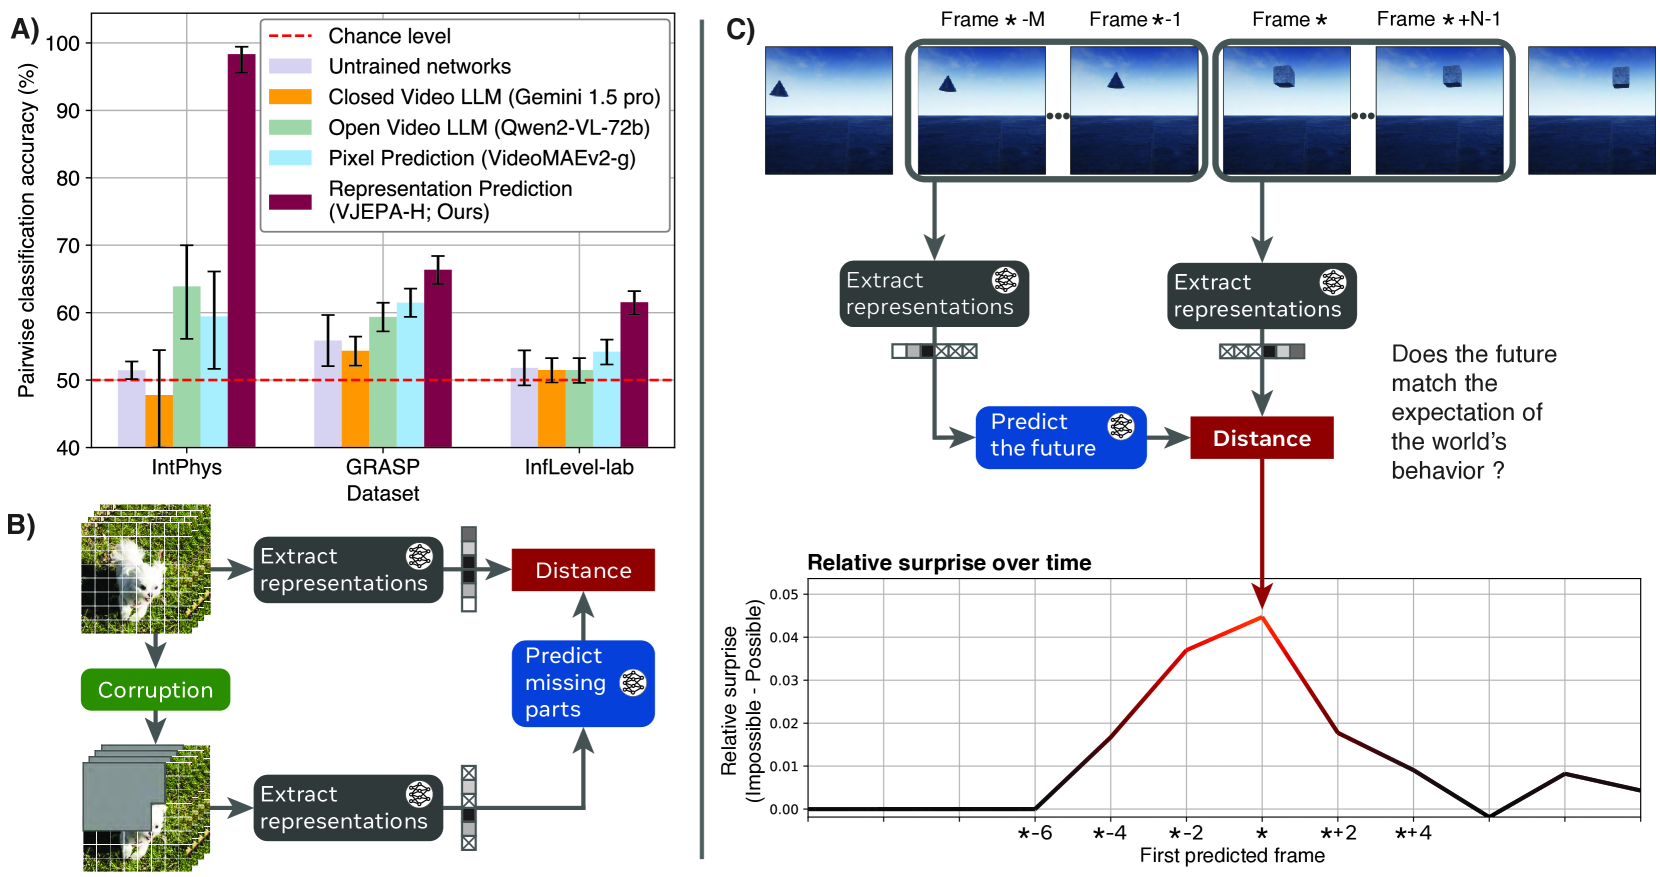 A)
Pairwise classification accuracy (%)
100
90
80
70
60
50
40
Chance level
Untrained networks
Closed Video LLM (Gemini 1.5 pro)
Open Video LLM (Qwen2-VL-72b)
Pixel Prediction (VideoMAEv2-g)
Representation Prediction
(VJEPA-H; Ours)
IntPhys
GRASP
InfLevel-lab
Dataset
B)
Extract
representations
Distance
Corruption
Predict
missing
parts
Extract
representations
C)
Frame ★ -M
Frame ★-1
Frame ★
Frame ★+N-1
Extract
representations
Extract
representations
Predict
the future
Distance
Does the future
match the
expectation of
the world's
behavior ?
Relative surprise over time
Relative surprise
(Impossible - Possible)
0.05
0.04
0.03
0.02
0.01
0.00
★-6
★-4
★-2
★
★+2
★+4
First predicted frame